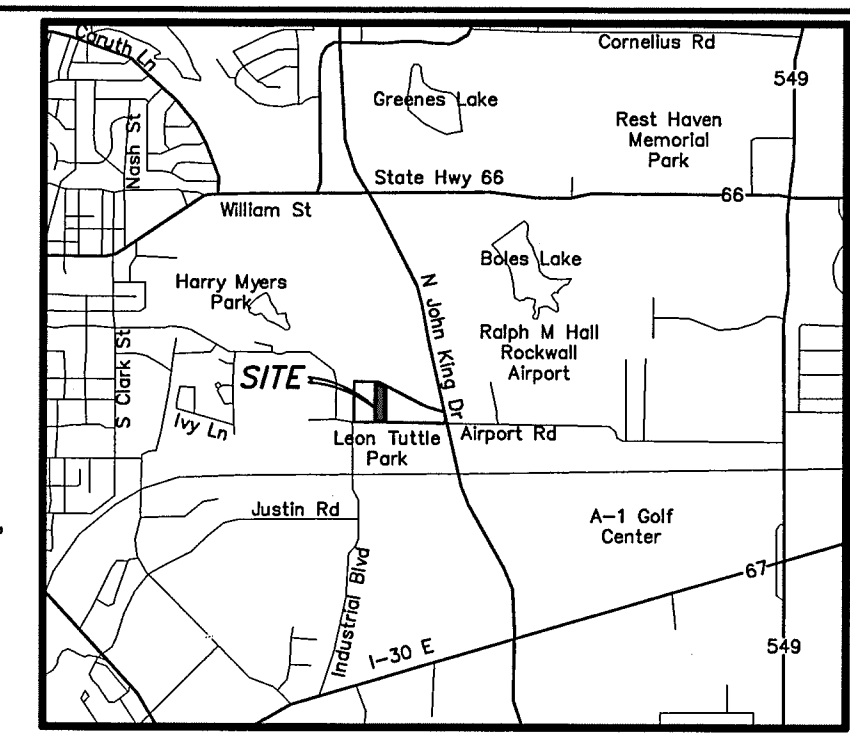 Caruth Ln
Cornelius Rd
549
Greenes Lake
Nash St
Rest Haven
Memorial
Park
State Hwy 66
66
William St
Boles Lake
Harry Myers
Park
N John King Dr
Ralph M Hall
Rockwall
Airport
S Clark St
SITE
Ivy Ln
Leon Tuttle
Park
Airport Rd
Justin Rd
A-1 Golf
Center
Industrial Blvd
67
I-30 E
549